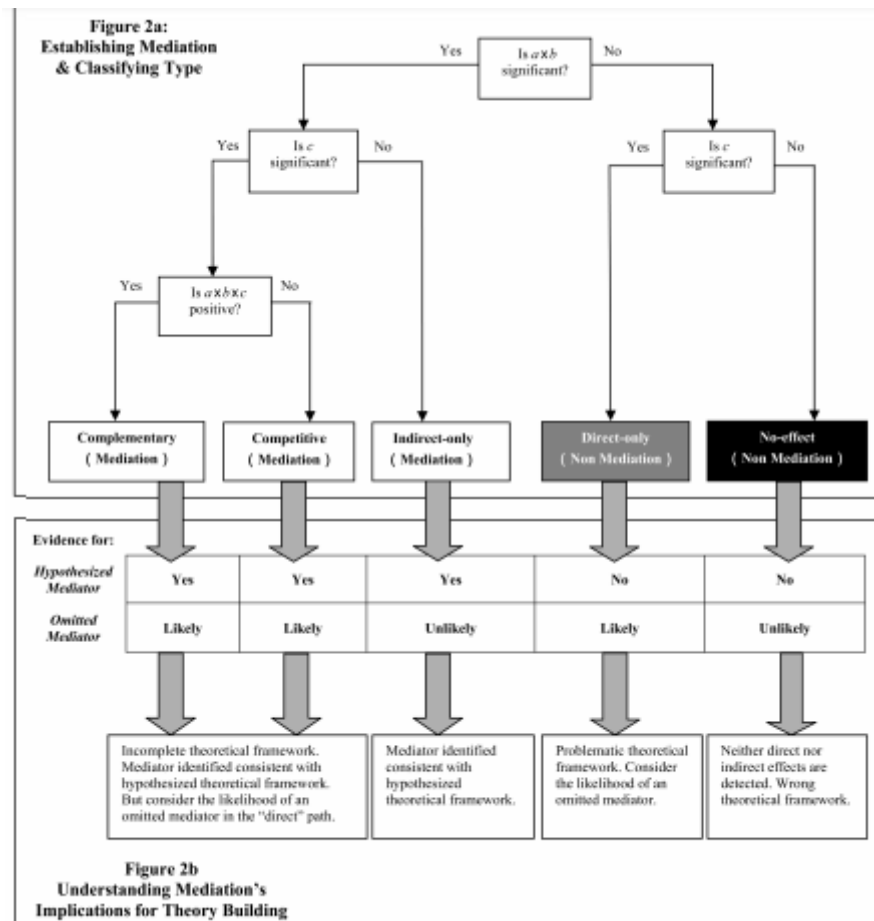 Figure 2a:
Establishing Mediation
& Classifying Type
Yes
Is a x b
significant?
No
Yes
Is c
significant?
No
Yes
Is c
significant?
No
Yes
Is a x b x c
positive?
No
Complementary
( Mediation )
Competitive
( Mediation )
Indirect-only
( Mediation )
Direct-only
( Non Mediation )
No-effect
( Non Mediation )
Evidence for:
Hypothesized
Mediator
Yes
Yes
Yes
No
No
Omitted
Mediator
Likely
Likely
Unlikely
Likely
Unlikely
Incomplete theoretical framework.
Mediator identified consistent with
hypothesized theoretical framework.
But consider the likelihood of an
omitted mediator in the “direct” path.
Mediator identified
consistent with
hypothesized
theoretical framework.
Problematic theoretical
framework. Consider
the likelihood of an
omitted mediator.
Neither direct nor
indirect effects are
detected. Wrong
theoretical framework.
Figure 2b
Understanding Mediation’s
Implications for Theory Building